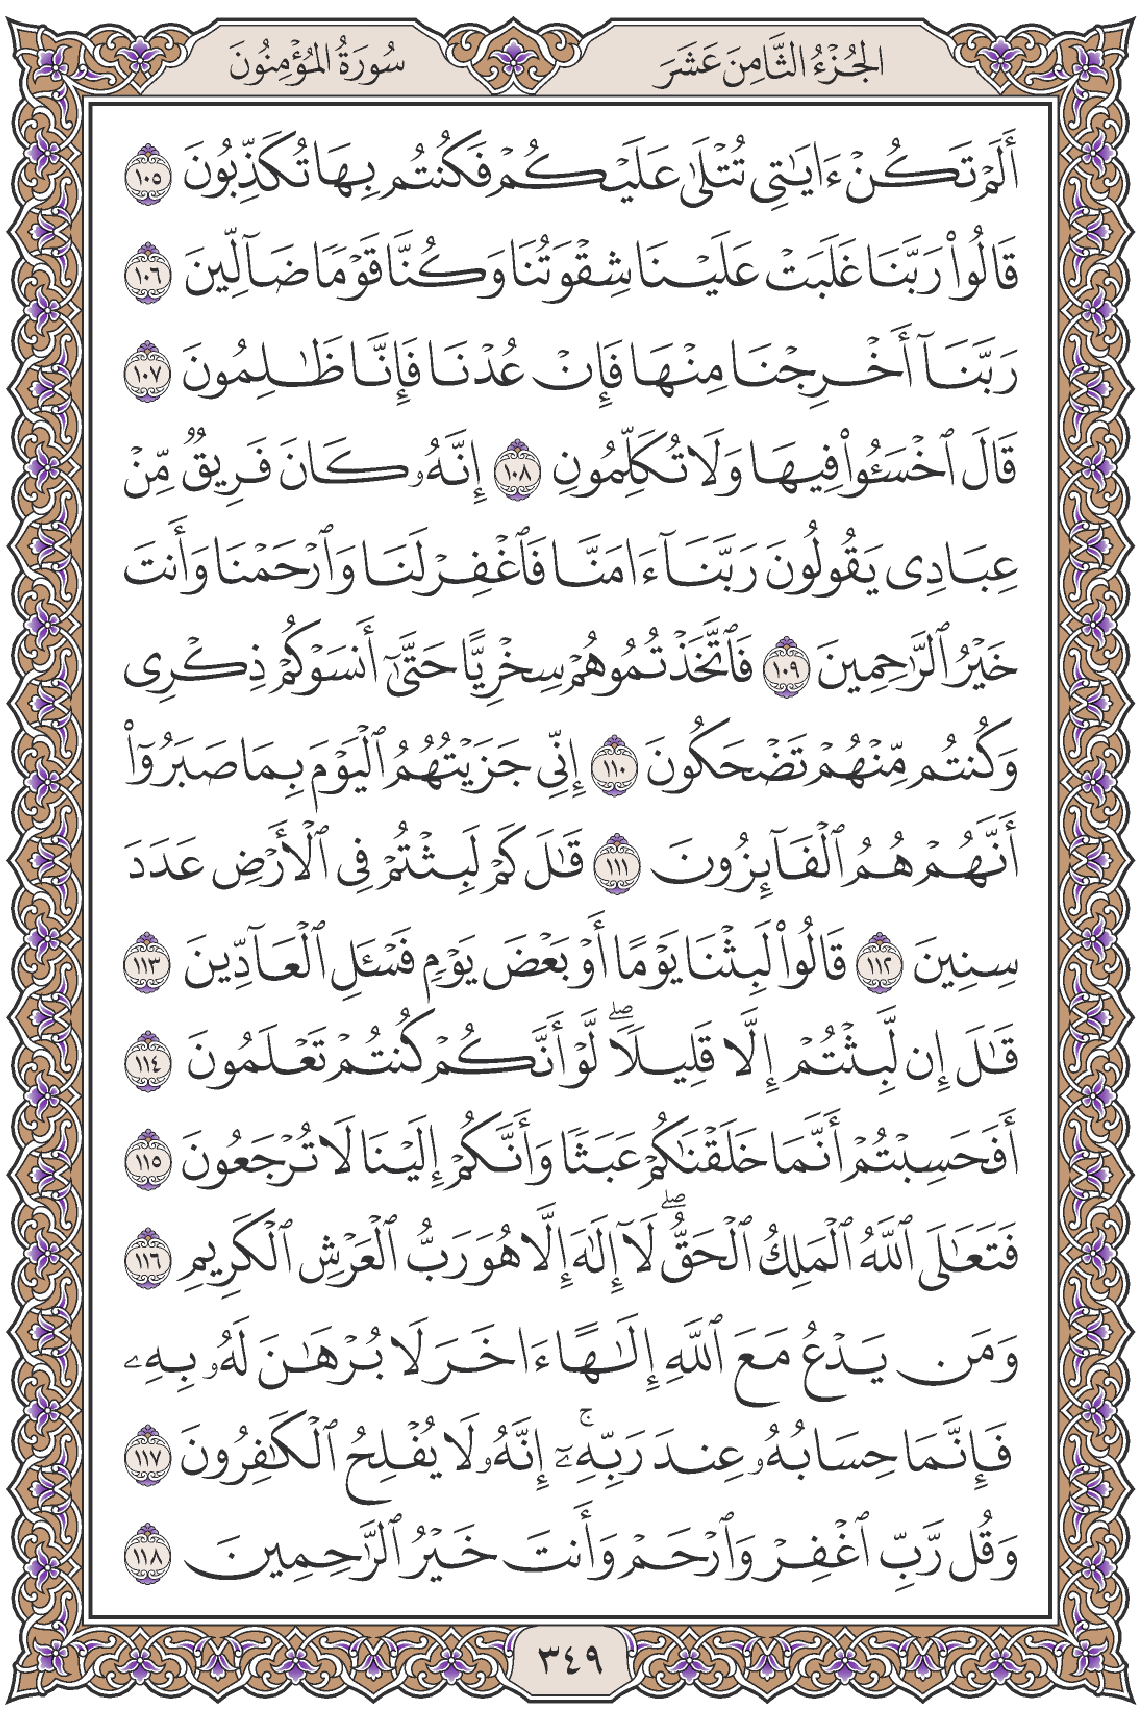 الجُزْءُ الثَّامِنَ عَشَرَ
سُورَةُ المُؤْمِنُونَ
أَلَمْ تَكُنْ ءَايَٰتِى تُتْلَىٰ عَلَيْكُمْ فَكُنتُم بِهَا تُكَذِّبُونَ ١٠٥
قَالُوا۟ رَبَّنَا غَلَبَتْ عَلَيْنَا شِقْوَتُنَا وَكُنَّا قَوْمًا ضَآلِّينَ ١٠٦
رَبَّنَآ أَخْرِجْنَا مِنْهَا فَإِنْ عُدْنَا فَإِنَّا ظَٰلِمُونَ ١٠٧
قَالَ ٱخْسَـُٔوا۟ فِيهَا وَلَا تُكَلِّمُونِ ١٠٨ إِنَّهُۥ كَانَ فَرِيقٌ مِّنْ
عِبَادِى يَقُولُونَ رَبَّنَآ ءَامَنَّا فَٱغْفِرْ لَنَا وَٱرْحَمْنَا وَأَنتَ
خَيْرُ ٱلرَّٰحِمِينَ ١٠٩ فَٱتَّخَذْتُمُوهُمْ سِخْرِيًّا حَتَّىٰٓ أَنسَوْكُمْ ذِكْرِى
وَكُنتُم مِّنْهُمْ تَضْحَكُونَ ١١٠ إِنِّى جَزَيْتُهُمُ ٱلْيَوْمَ بِمَا صَبَرُوٓا۟
أَنَّهُمْ هُمُ ٱلْفَآئِزُونَ ١١١ قَٰلَ كَمْ لَبِثْتُمْ فِى ٱلْأَرْضِ عَدَدَ
سِنِينَ ١١٢ قَالُوا۟ لَبِثْنَا يَوْمًا أَوْ بَعْضَ يَوْمٍ فَسْـَٔلِ ٱلْعَآدِّينَ ١١٣
قَٰلَ إِن لَّبِثْتُمْ إِلَّا قَلِيلًا ۖ لَّوْ أَنَّكُمْ كُنتُمْ تَعْلَمُونَ ١١٤
أَفَحَسِبْتُمْ أَنَّمَا خَلَقْنَٰكُمْ عَبَثًا وَأَنَّكُمْ إِلَيْنَا لَا تُرْجَعُونَ ١١٥
فَتَعَٰلَى ٱللَّهُ ٱلْمَلِكُ ٱلْحَقُّ ۖ لَآ إِلَٰهَ إِلَّا هُوَ رَبُّ ٱلْعَرْشِ ٱلْكَرِيمِ ١١٦
وَمَن يَدْعُ مَعَ ٱللَّهِ إِلَٰهًا ءَاخَرَ لَا بُرْهَٰنَ لَهُۥ بِهِۦ
فَإِنَّمَا حِسَابُهُۥ عِندَ رَبِّهِۦٓ ۚ إِنَّهُۥ لَا يُفْلِحُ ٱلْكَٰفِرُونَ ١١٧
وَقُل رَّبِّ ٱغْفِرْ وَٱرْحَمْ وَأَنتَ خَيْرُ ٱلرَّٰحِمِينَ ١١٨
٣٤٩